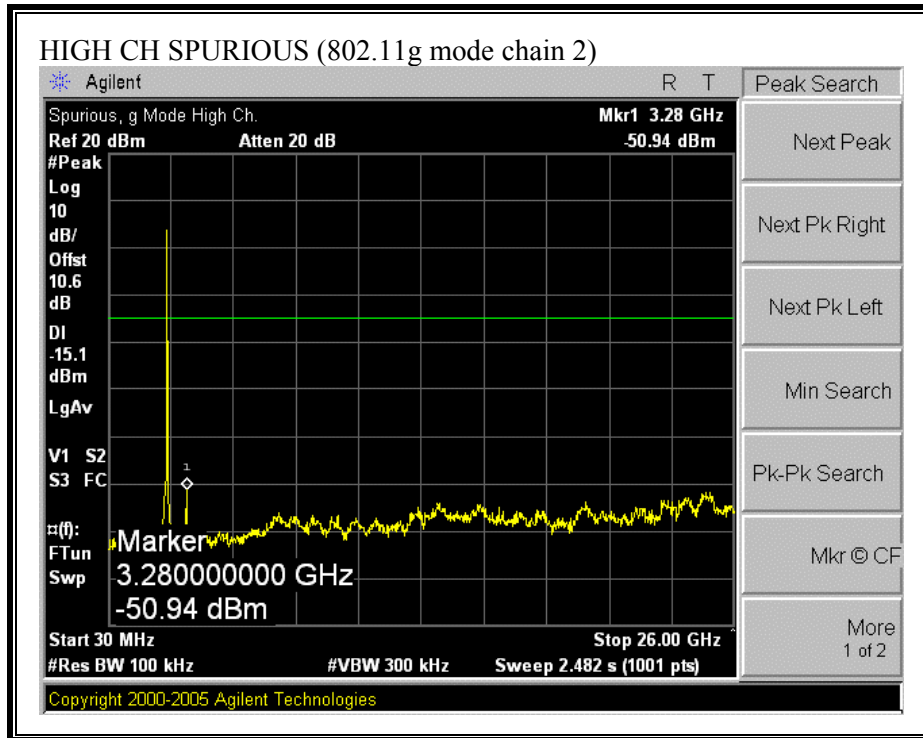 HIGH CH SPURIOUS (802.11g mode chain 2)
Agilent R T
Peak Search
Spurious, g Mode High Ch. Mkr1 3.28 GHz
Ref 20 dBm Atten 20 dB -50.94 dBm
#Peak
Log
10
dB/
Offst
10.6
dB
DI
-15.1
dBm
LgAv
V1 S2
S3 FC
¤(f):
FTun
Swp
1
Marker
3.280000000 GHz
-50.94 dBm
Start 30 MHz Stop 26.00 GHz
#Res BW 100 kHz #VBW 300 kHz Sweep 2.482 s (1001 pts)
Copyright 2000-2005 Agilent Technologies
Next Peak
Next Pk Right
Next Pk Left
Min Search
Pk-Pk Search
Mkr © CF
More
1 of 2